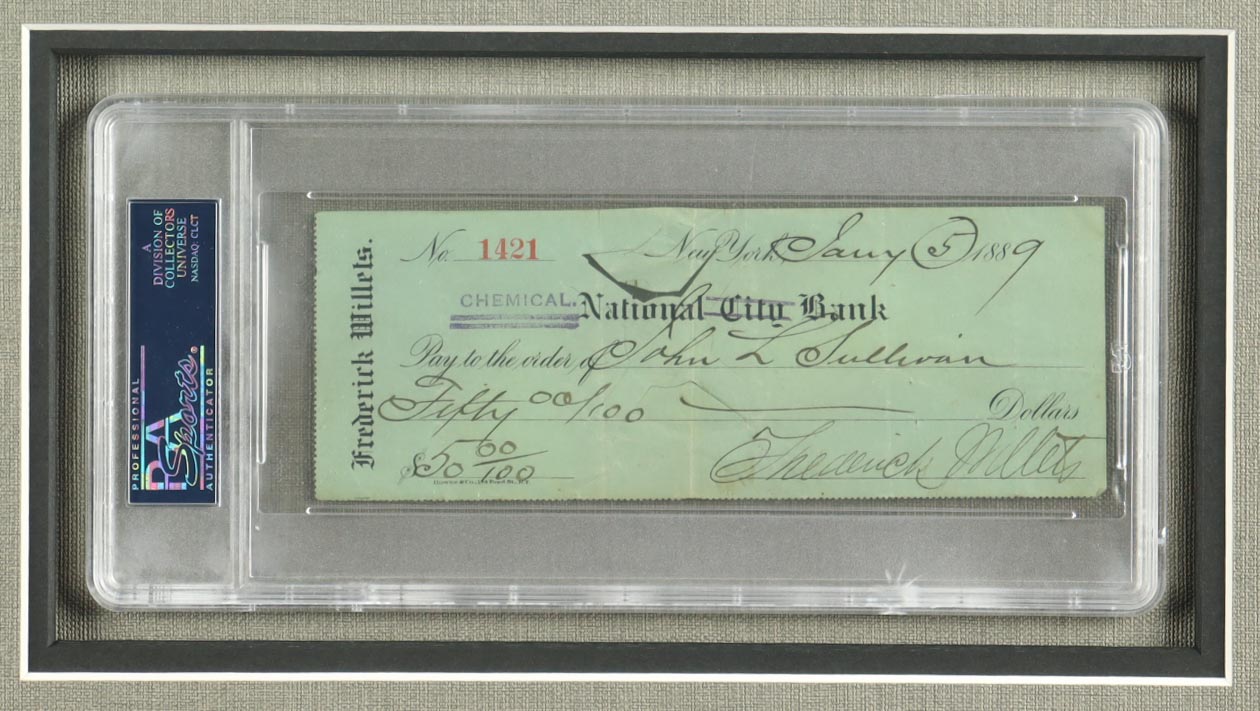 A
DIVISION OF
COLLECTORS
UNIVERSE
NASDAQ: CLCT
PROFESSIONAL
PSA
Sports®
AUTHENTICATOR
Frederick Willets.
No. 1421 New York, Jany 5 1889
CHEMICAL. National City Bank
Pay to the order of John L Sullivan
Fifty 00/100 Dollars
$50 00/100 Frederick Willets